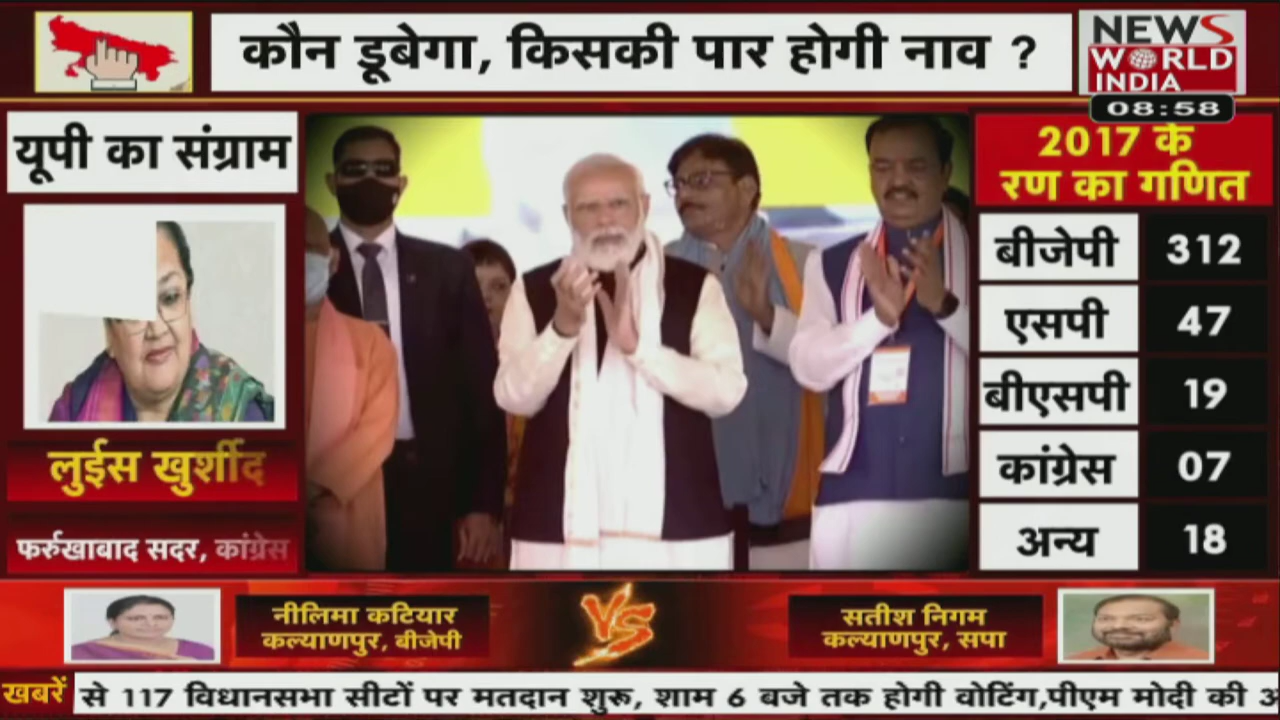 कौन डूबेगा, किसकी पार होगी नाव ?
NEWS
WORLD
INDIA
08:58
यूपी का संग्राम
लुईस खुर्शीद
फर्रुखाबाद सदर, कांग्रेस
2017 के
रण का गणित
बीजेपी 312
एसपी 47
बीएसपी 19
कांग्रेस 07
अन्य 18
नीलिमा कटियार
कल्याणपुर, बीजेपी
VS
सतीश निगम
कल्याणपुर, सपा
खबरें से 117 विधानसभा सीटों पर मतदान शुरू, शाम 6 बजे तक होगी वोटिंग,पीएम मोदी की